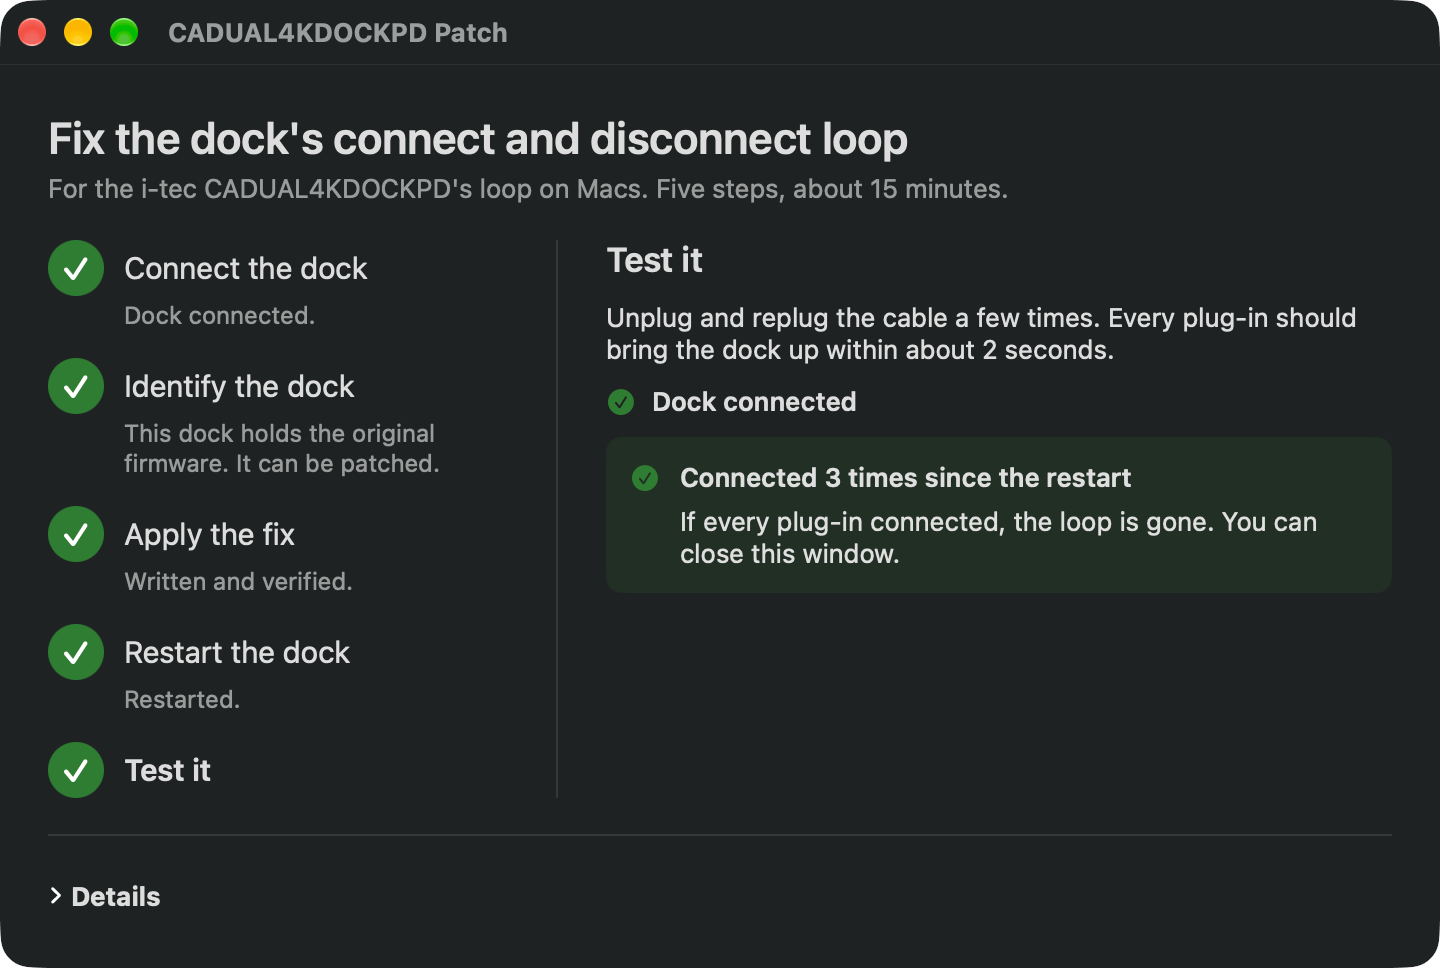 CADUAL4KDOCKPD Patch
Fix the dock's connect and disconnect loop
For the i-tec CADUAL4KDOCKPD's loop on Macs. Five steps, about 15 minutes.
Connect the dock
Dock connected.
Identify the dock
This dock holds the original
firmware. It can be patched.
Apply the fix
Written and verified.
Restart the dock
Restarted.
Test it
Test it
Unplug and replug the cable a few times. Every plug-in should
bring the dock up within about 2 seconds.
Dock connected
Connected 3 times since the restart
If every plug-in connected, the loop is gone. You can
close this window.
Details